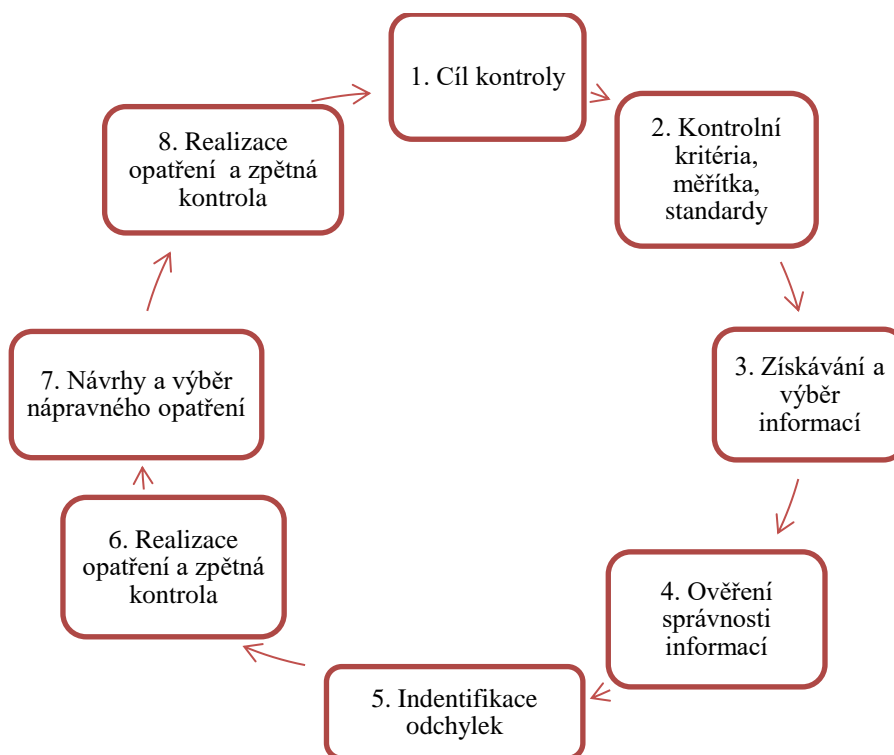 1. Cíl kontroly
2. Kontrolní
kritéria,
měřítka,
standardy
3. Získávání a
výběr
informací
4. Ověření
správnosti
informací
5. Indentifikace
odchylek
6. Realizace
opatření a zpětná
kontrola
7. Návrhy a výběr
nápravného opatření
8. Realizace
opatření a zpětná
kontrola